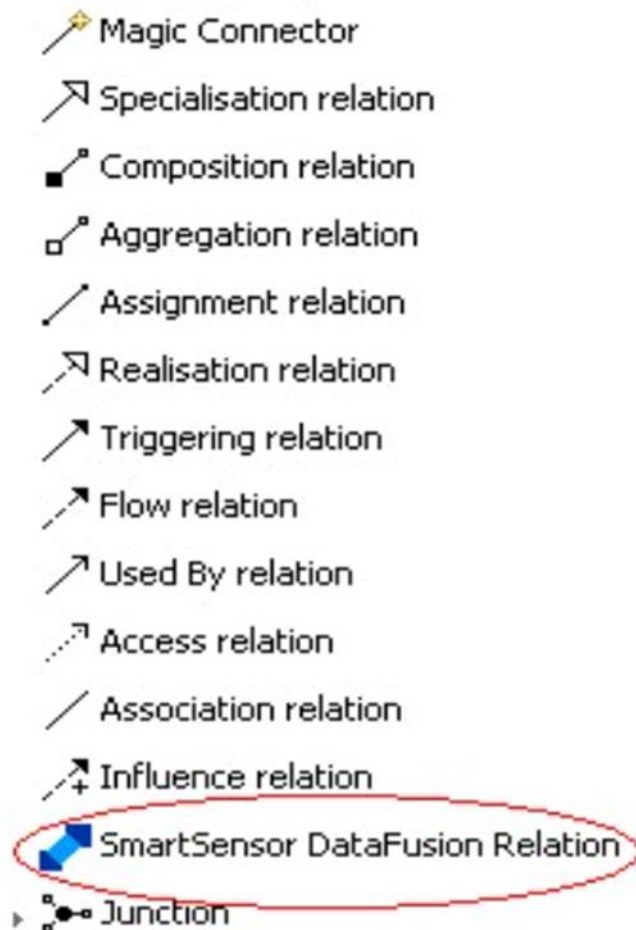 Magic Connector
Specialisation relation
Composition relation
Aggregation relation
Assignment relation
Realisation relation
Triggering relation
Flow relation
Used By relation
Access relation
Association relation
Influence relation
SmartSensor DataFusion Relation
Junction